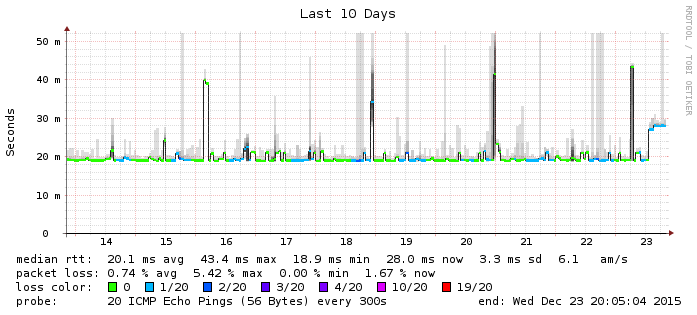 Last 10 Days
RRDTOOL / TOBI OETIKER
Seconds
50 m
40 m
30 m
20 m
10 m
0
14 15 16 17 18 19 20 21 22 23
median rtt: 20.1 ms avg 43.4 ms max 18.9 ms min 28.0 ms now 3.3 ms sd 6.1 am/s
packet loss: 0.74 % avg 5.42 % max 0.00 % min 1.67 % now
loss color: 0 1/20 2/20 3/20 4/20 10/20 19/20
probe: 20 ICMP Echo Pings (56 Bytes) every 300s end: Wed Dec 23 20:05:04 2015